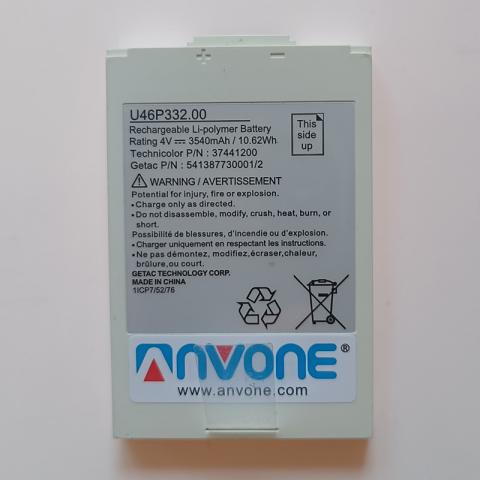 + −
U46P332.00
This
side
up
Rechargeable Li-polymer Battery
Rating 4V ⎓ 3540mAh / 10.62Wh
Technicolor P/N : 37441200
Getac P/N : 541387730001/2
WARNING / AVERTISSEMENT
Potential for injury, fire or explosion.
•Charge only as directed.
•Do not disassemble, modify, crush, heat, burn, or
short.
Possibilité de blessures, d'incendie ou d'explosion
•Charger uniquement en respectant les instructions.
•Ne pas démontez, modifiez,écraser,chaleur,
brûlure,ou court.
GETAC TECHNOLOGY CORP.
MADE IN CHINA
1ICP7/52/76
ANVONE®
www.anvone.com